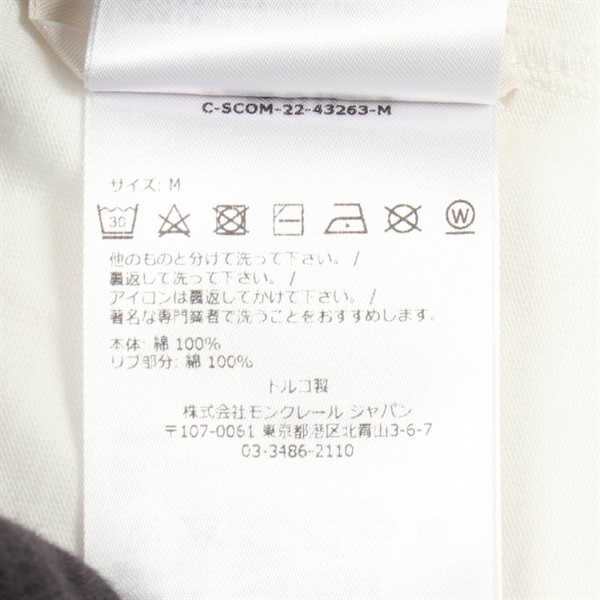 C-SCOM-22-43263-M
サイズ: M
30 W
他のものと分けて洗って下さい。/
裏返して洗って下さい。/
アイロンは裏返してかけて下さい。/
著名な専門業者で洗うことをおすすめします。
本体: 綿 100%
リブ部分: 綿 100%
トルコ製
株式会社モンクレール ジャパン
〒107-0061 東京都港区北青山3-6-7
03-3486-2110